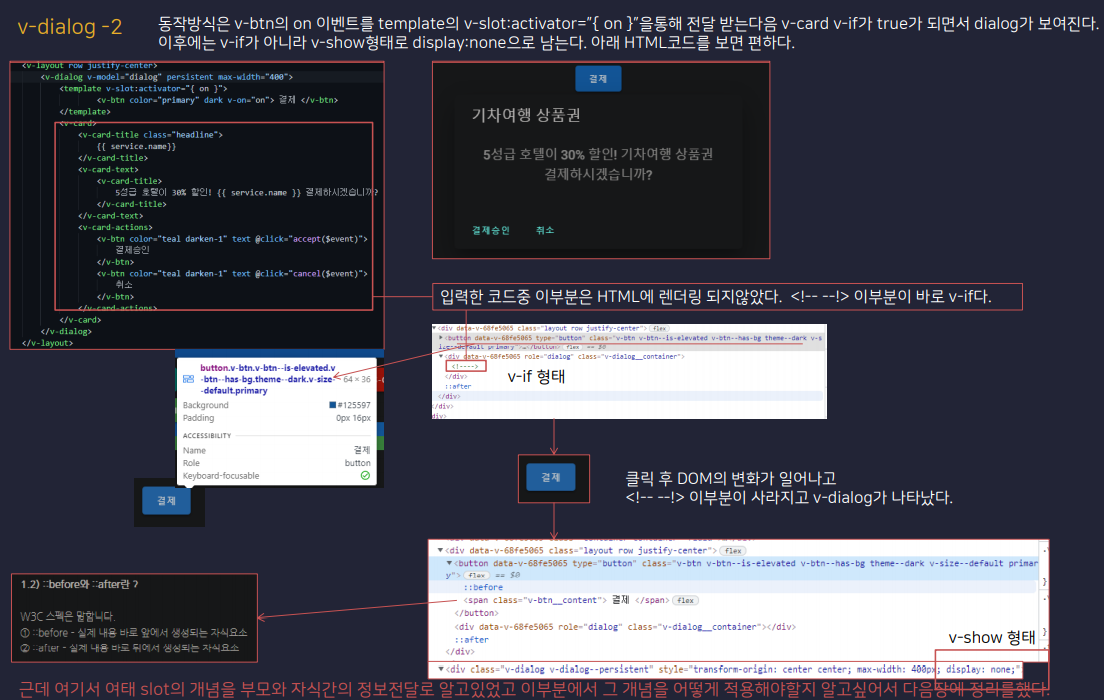 v-dialog -2
동작방식은 v-btn의 on 이벤트를 template의 v-slot:activator=”{ on }”을통해 전달 받는다음 v-card v-if가 true가 되면서 dialog가 보여진다.
이후에는 v-if가 아니라 v-show형태로 display:none으로 남는다. 아래 HTML코드를 보면 편하다.
<v-layout row justify-center>
<v-dialog v-model="dialog" persistent max-width="400">
<template v-slot:activator="{ on }">
<v-btn color="primary" dark v-on="on"> 결제 </v-btn>
</template>
<v-card>
<v-card-title class="headline">
{{ service.name}}
</v-card-title>
<v-card-text>
<v-card-title>
5성급 호텔이 30% 할인! {{ service.name }} 결제하시겠습니까?
</v-card-title>
</v-card-text>
<v-card-actions>
<v-btn color="teal darken-1" text @click="accept($event)">
결제승인
</v-btn>
<v-btn color="teal darken-1" text @click="cancel($event)">
취소
</v-btn>
</v-card-actions>
</v-card>
</v-dialog>
</v-layout>
결제
기차여행 상품권
5성급 호텔이 30% 할인! 기차여행 상품권
결제하시겠습니까?
결제승인 취소
입력한 코드중 이부분은 HTML에 렌더링 되지않았다. <!-- --!> 이부분이 바로 v-if다.
▼<div data-v-68fe5065 class="layout row justify-center"> flex
▶<button data-v-68fe5065 type="button" class="v-btn v-btn--is-elevated v-btn--has-bg theme--dark v-s
ize--default primary">…</button> flex == $0
▼<div data-v-68fe5065 role="dialog" class="v-dialog__container">
<!---->
</div>
::after
</div>
</div>
div>
v-if 형태
button.v-btn.v-btn--is-elevated.v
-btn--has-bg.theme--dark.v-size-
-default.primary
64 × 36
Background #125597
Padding 0px 16px
ACCESSIBILITY
Name 결제
Role button
Keyboard-focusable
결제
결제
클릭 후 DOM의 변화가 일어나고
<!-- --!> 이부분이 사라지고 v-dialog가 나타났다.
▼<div data-v-68fe5065 class="layout row justify-center"> flex
▼<button data-v-68fe5065 type="button" class="v-btn v-btn--is-elevated v-btn--has-bg theme--dark v-size--default primar
y"> flex == $0
::before
<span class="v-btn__content"> 결제 </span> flex
</button>
<div data-v-68fe5065 role="dialog" class="v-dialog__container"></div>
::after
</div>
v-show 형태
▼<div class="v-dialog v-dialog--persistent" style="transform-origin: center center; max-width: 400px; display: none;"
1.2) ::before와 ::after란 ?
W3C 스펙은 말합니다.
① ::before - 실제 내용 바로 앞에서 생성되는 자식요소
② ::after - 실제 내용 바로 뒤에서 생성되는 자식요소
근데 여기서 여태 slot의 개념을 부모와 자식간의 정보전달로 알고있었고 이부분에서 그 개념을 어떻게 적용해야할지 알고싶어서 다음장에 정리를했다